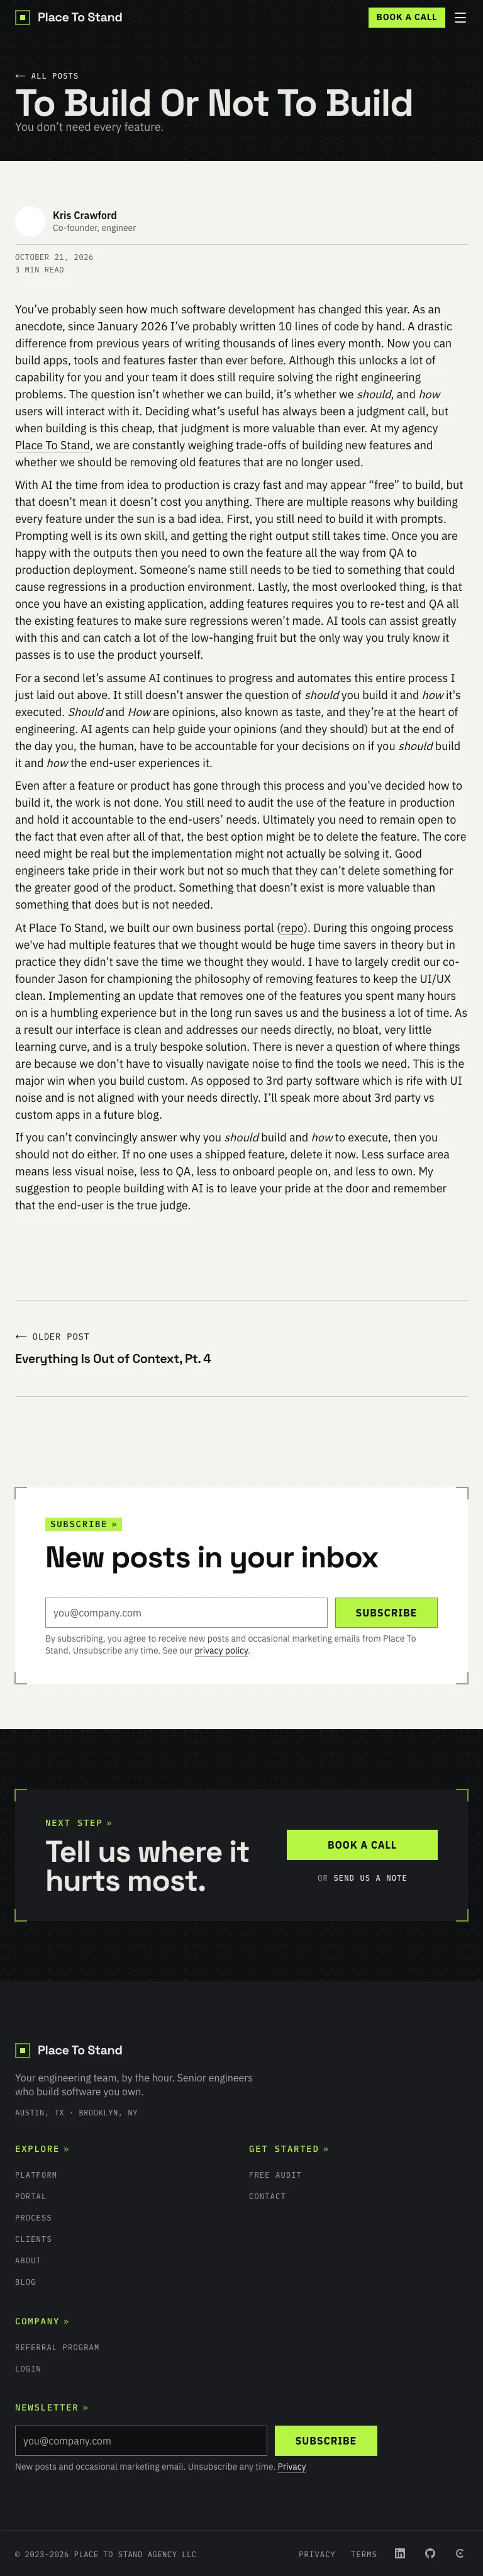 Place To Stand
BOOK A CALL
← ALL POSTS
To Build Or Not To Build
You don’t need every feature.
Kris Crawford
Co-founder, engineer
OCTOBER 21, 2026
3 MIN READ
You’ve probably seen how much software development has changed this year. As an
anecdote, since January 2026 I’ve probably written 10 lines of code by hand. A drastic
difference from previous years of writing thousands of lines every month. Now you can
build apps, tools and features faster than ever before. Although this unlocks a lot of
capability for you and your team it does still require solving the right engineering
problems. The question isn’t whether we can build, it’s whether we should, and how
users will interact with it. Deciding what’s useful has always been a judgment call, but
when building is this cheap, that judgment is more valuable than ever. At my agency
Place To Stand, we are constantly weighing trade-offs of building new features and
whether we should be removing old features that are no longer used.
With AI the time from idea to production is crazy fast and may appear “free” to build, but
that doesn’t mean it doesn’t cost you anything. There are multiple reasons why building
every feature under the sun is a bad idea. First, you still need to build it with prompts.
Prompting well is its own skill, and getting the right output still takes time. Once you are
happy with the outputs then you need to own the feature all the way from QA to
production deployment. Someone’s name still needs to be tied to something that could
cause regressions in a production environment. Lastly, the most overlooked thing, is that
once you have an existing application, adding features requires you to re-test and QA all
the existing features to make sure regressions weren’t made. AI tools can assist greatly
with this and can catch a lot of the low-hanging fruit but the only way you truly know it
passes is to use the product yourself.
For a second let’s assume AI continues to progress and automates this entire process I
just laid out above. It still doesn’t answer the question of should you build it and how it's
executed. Should and How are opinions, also known as taste, and they’re at the heart of
engineering. AI agents can help guide your opinions (and they should) but at the end of
the day you, the human, have to be accountable for your decisions on if you should build
it and how the end-user experiences it.
Even after a feature or product has gone through this process and you’ve decided how to
build it, the work is not done. You still need to audit the use of the feature in production
and hold it accountable to the end-users’ needs. Ultimately you need to remain open to
the fact that even after all of that, the best option might be to delete the feature. The core
need might be real but the implementation might not actually be solving it. Good
engineers take pride in their work but not so much that they can’t delete something for
the greater good of the product. Something that doesn’t exist is more valuable than
something that does but is not needed.
At Place To Stand, we built our own business portal (repo). During this ongoing process
we've had multiple features that we thought would be huge time savers in theory but in
practice they didn’t save the time we thought they would. I have to largely credit our co-
founder Jason for championing the philosophy of removing features to keep the UI/UX
clean. Implementing an update that removes one of the features you spent many hours
on is a humbling experience but in the long run saves us and the business a lot of time. As
a result our interface is clean and addresses our needs directly, no bloat, very little
learning curve, and is a truly bespoke solution. There is never a question of where things
are because we don’t have to visually navigate noise to find the tools we need. This is the
major win when you build custom. As opposed to 3rd party software which is rife with UI
noise and is not aligned with your needs directly. I’ll speak more about 3rd party vs
custom apps in a future blog.
If you can’t convincingly answer why you should build and how to execute, then you
should not do either. If no one uses a shipped feature, delete it now. Less surface area
means less visual noise, less to QA, less to onboard people on, and less to own. My
suggestion to people building with AI is to leave your pride at the door and remember
that the end-user is the true judge.
← OLDER POST
Everything Is Out of Context, Pt. 4
SUBSCRIBE »
New posts in your inbox
you@company.com
SUBSCRIBE
By subscribing, you agree to receive new posts and occasional marketing emails from Place To
Stand. Unsubscribe any time. See our privacy policy.
NEXT STEP »
Tell us where it
hurts most.
BOOK A CALL
OR SEND US A NOTE
Place To Stand
Your engineering team, by the hour. Senior engineers
who build software you own.
AUSTIN, TX · BROOKLYN, NY
EXPLORE »
PLATFORM
PORTAL
PROCESS
CLIENTS
ABOUT
BLOG
GET STARTED »
FREE AUDIT
CONTACT
COMPANY »
REFERRAL PROGRAM
LOGIN
NEWSLETTER »
you@company.com
SUBSCRIBE
New posts and occasional marketing email. Unsubscribe any time. Privacy
© 2023–2026 PLACE TO STAND AGENCY LLC
PRIVACY
TERMS